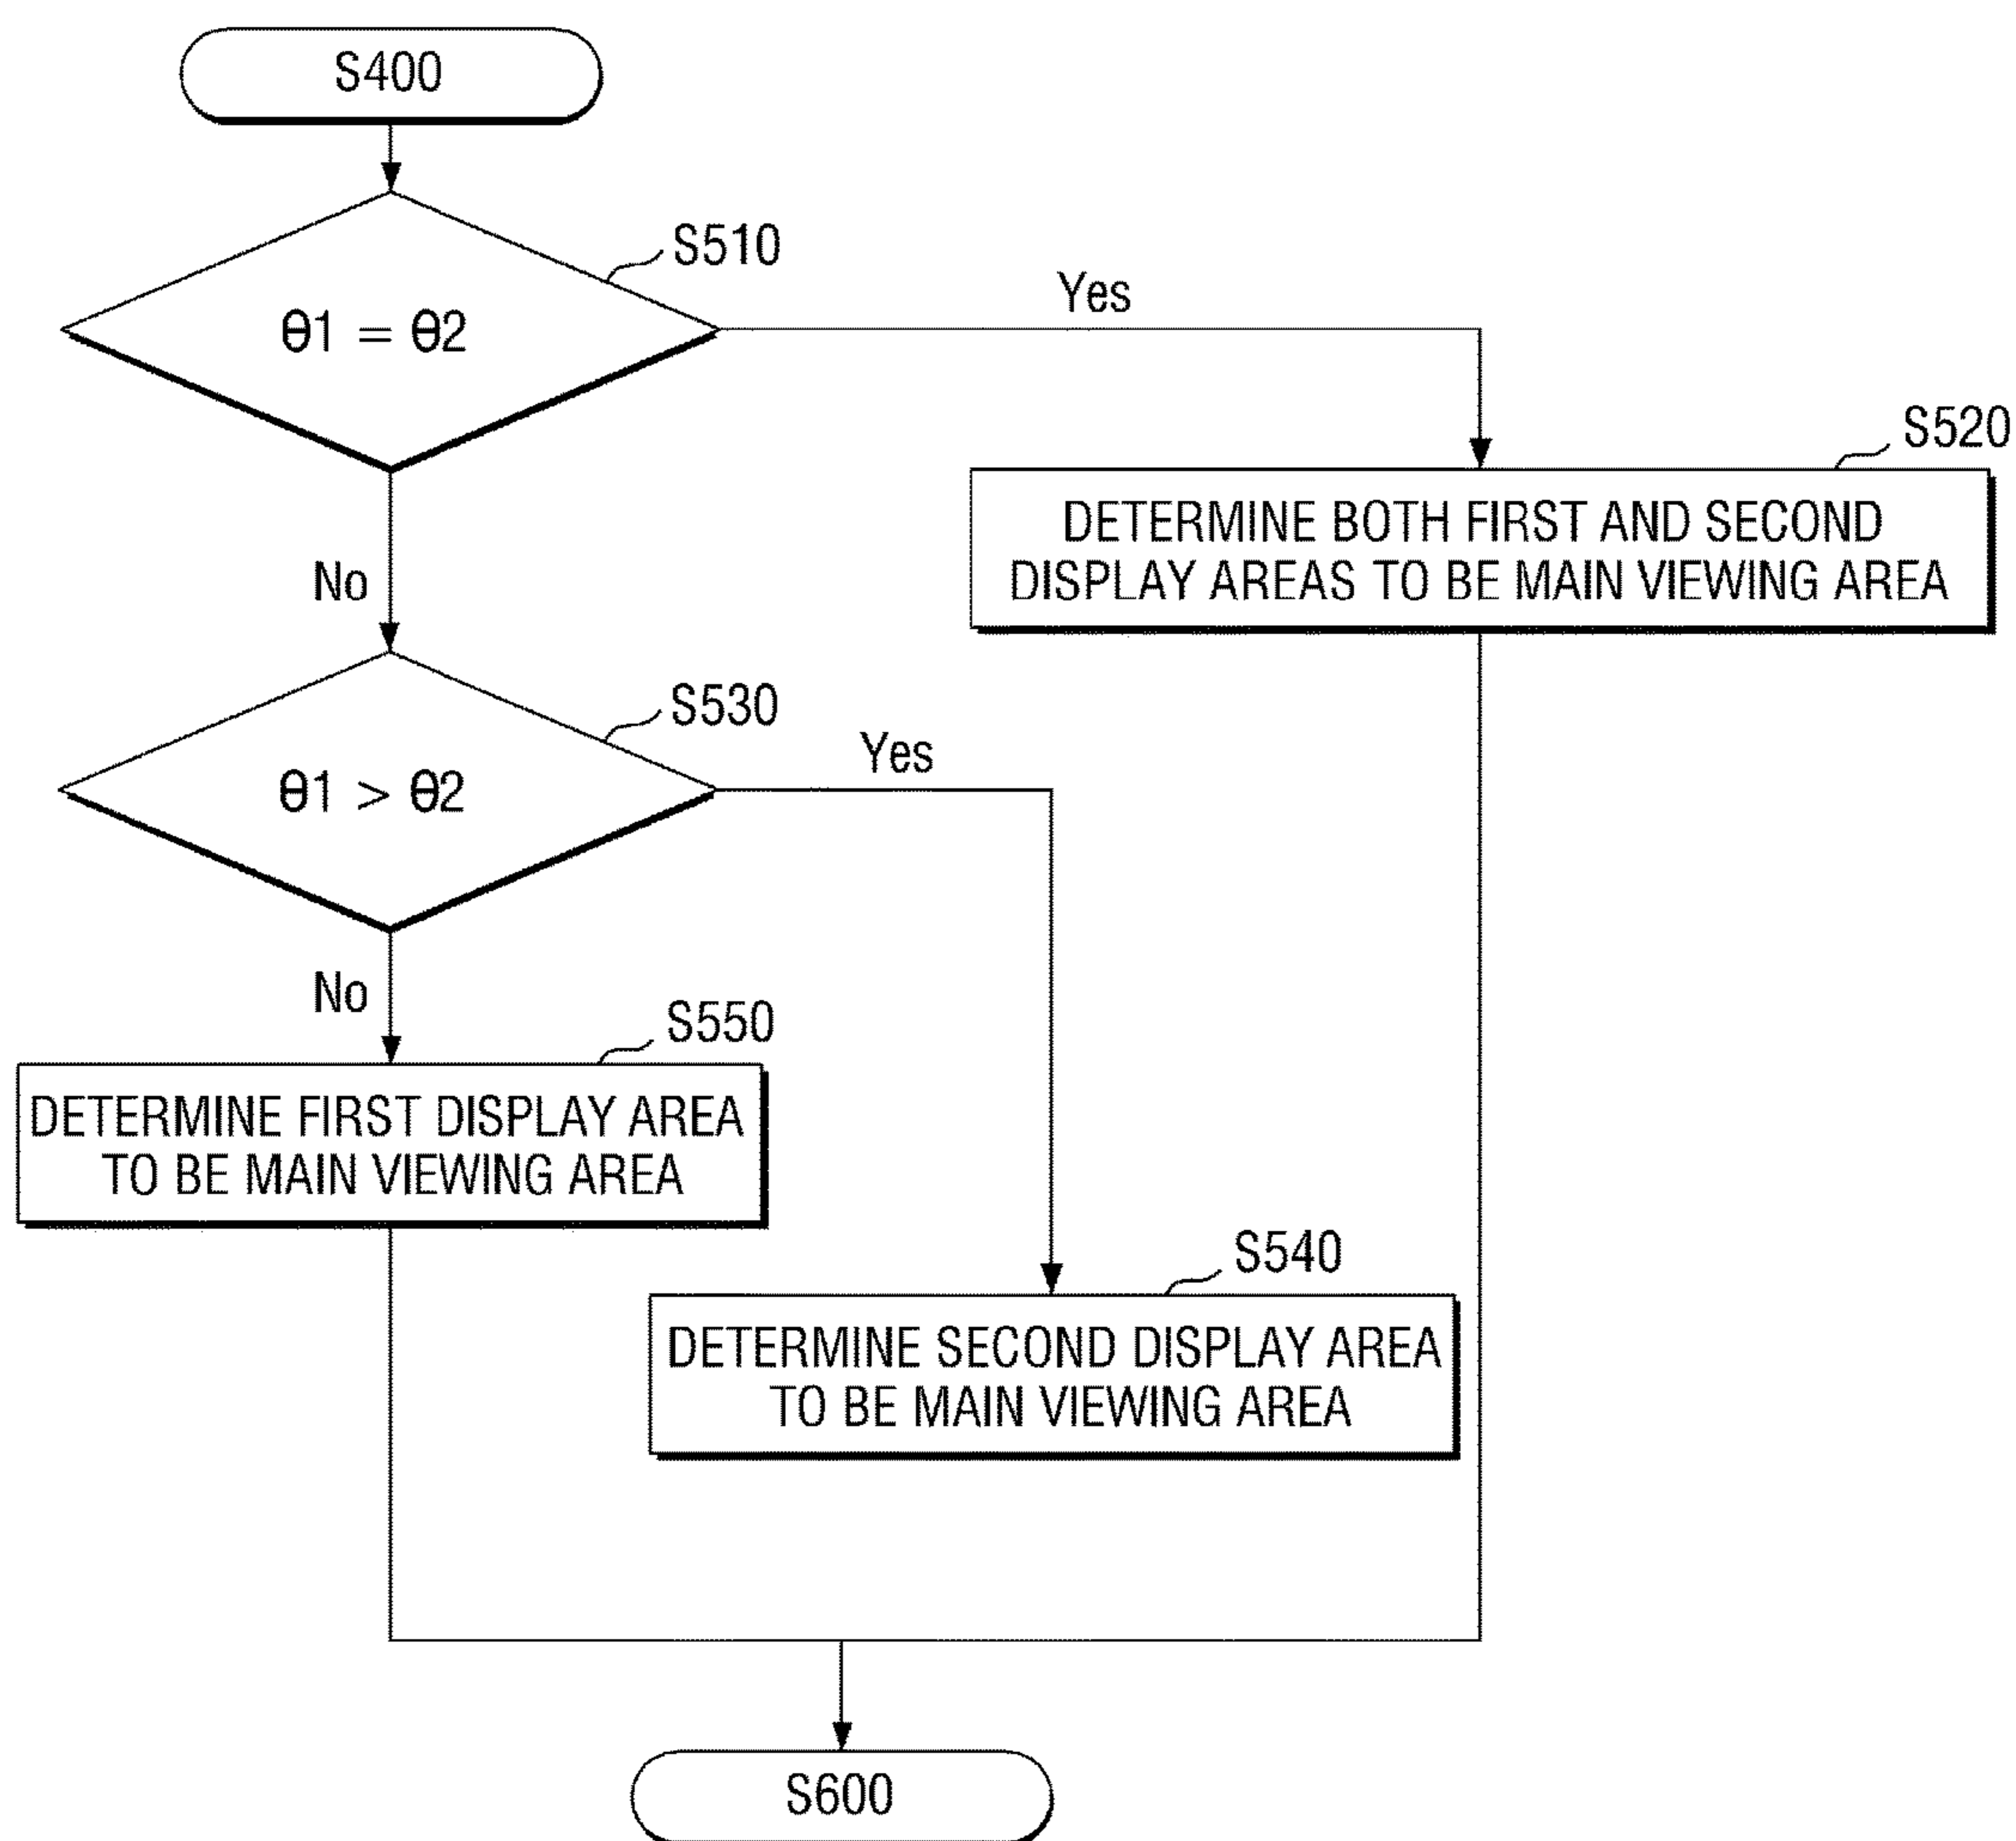 S400
S510
θ1 = θ2
Yes
S520
DETERMINE BOTH FIRST AND SECOND
DISPLAY AREAS TO BE MAIN VIEWING AREA
No
S530
θ1 > θ2
Yes
No
S550
DETERMINE FIRST DISPLAY AREA
TO BE MAIN VIEWING AREA
S540
DETERMINE SECOND DISPLAY AREA
TO BE MAIN VIEWING AREA
S600